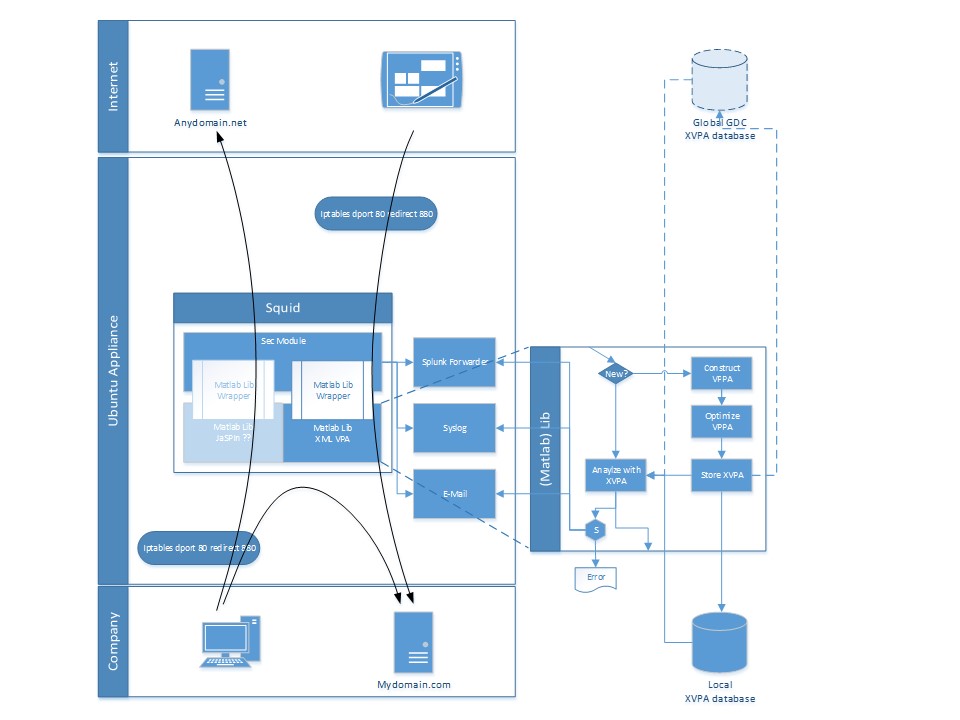 Internet
Anydomain.net
Global GDC
XVPA database
Iptables dport 80 redirect 880
Ubuntu Appliance
Squid
Sec Module
Matlab Lib
Wrapper
Matlab Lib
Wrapper
Matlab Lib
JaSPin ??
Matlab Lib
XML VPA
Splunk Forwarder
Syslog
E-Mail
(Matlab) Lib
New?
Construct
VPPA
Optimize
VPPA
Anaylze with
XVPA
Store XVPA
S
Error
Iptables dport 80 redirect 880
Company
Mydomain.com
Local
XVPA database